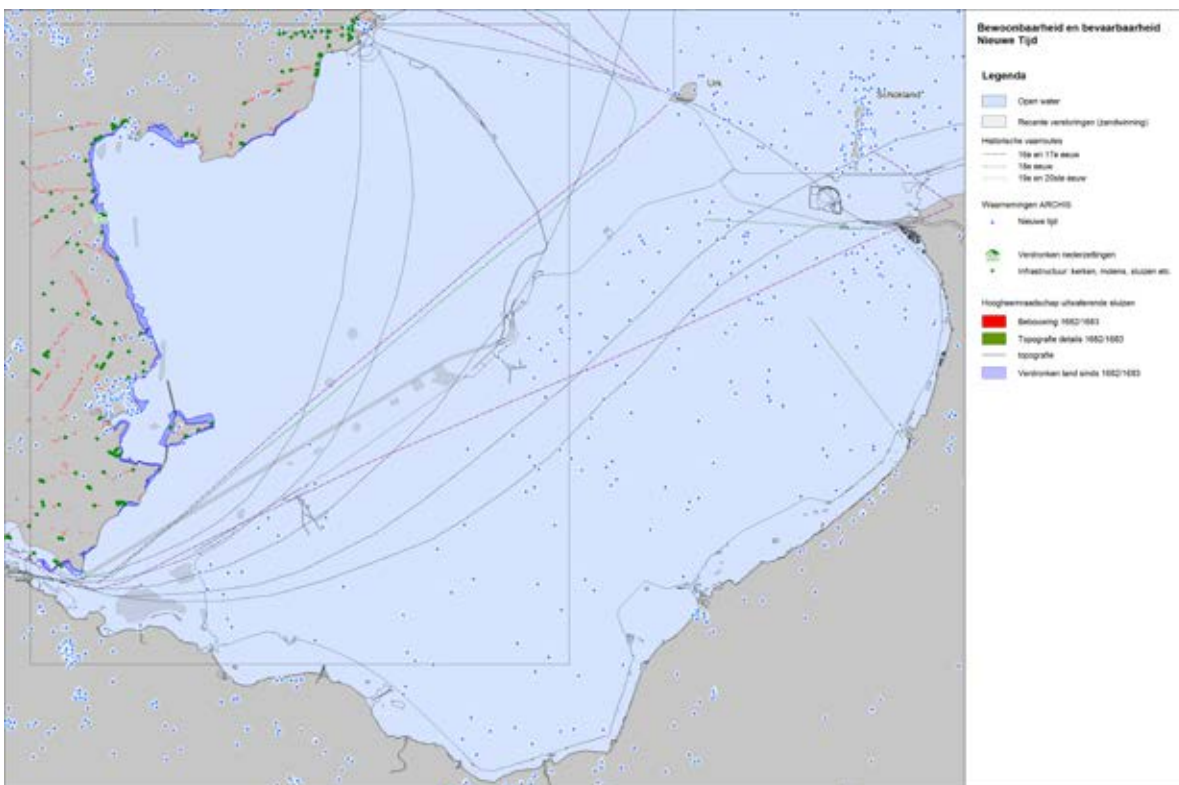 Bewoonbaarheid en bevaarbaarheid
Nieuwe Tijd
Legenda
Open water
Recente verstoringen (zandwinning)
Historische vaarroutes
16e en 17e eeuw
18e eeuw
19e en 20ste eeuw
Waarnemingen ARCHIS
Nieuwe tijd
Verdronken nederzettingen
Infrastructuur: kerken, molens, sluizen etc.
Hoogheemraadschap uitwaterende sluizen
Bebouwing 1682/1683
Topografie details 1682/1683
topografie
Verdronken land sinds 1682/1683
Urk
Schokland